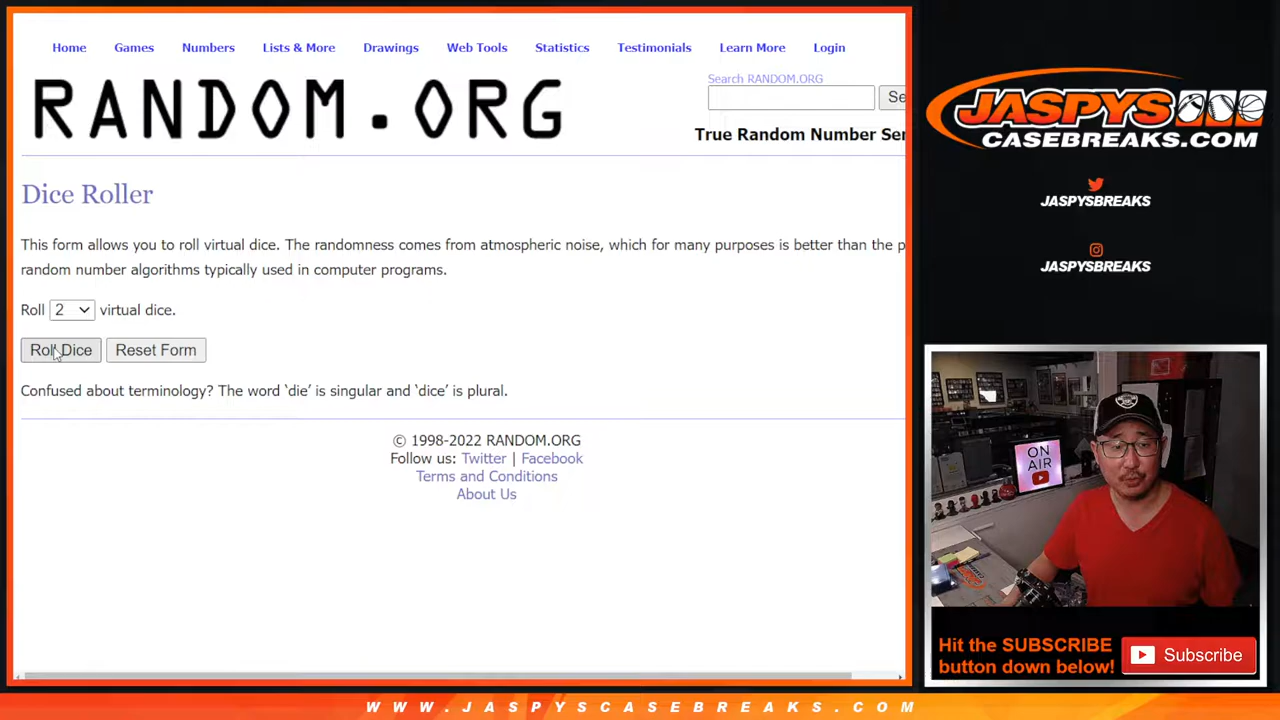 Home Games Numbers Lists & More Drawings Web Tools Statistics Testimonials Learn More Login
RANDOM.ORG
Search RANDOM.ORG
Se
True Random Number Ser
Dice Roller
This form allows you to roll virtual dice. The randomness comes from atmospheric noise, which for many purposes is better than the p
random number algorithms typically used in computer programs.
Roll 2 virtual dice.
Roll Dice Reset Form
Confused about terminology? The word ‘die’ is singular and ‘dice’ is plural.
© 1998-2022 RANDOM.ORG
Follow us: Twitter | Facebook
Terms and Conditions
About Us
JASPYS
CASEBREAKS.COM
JASPYSBREAKS
JASPYSBREAKS
ON
AIR
Hit the SUBSCRIBE
button down below!
Subscribe
WWW.JASPYSCASEBREAKS.COM